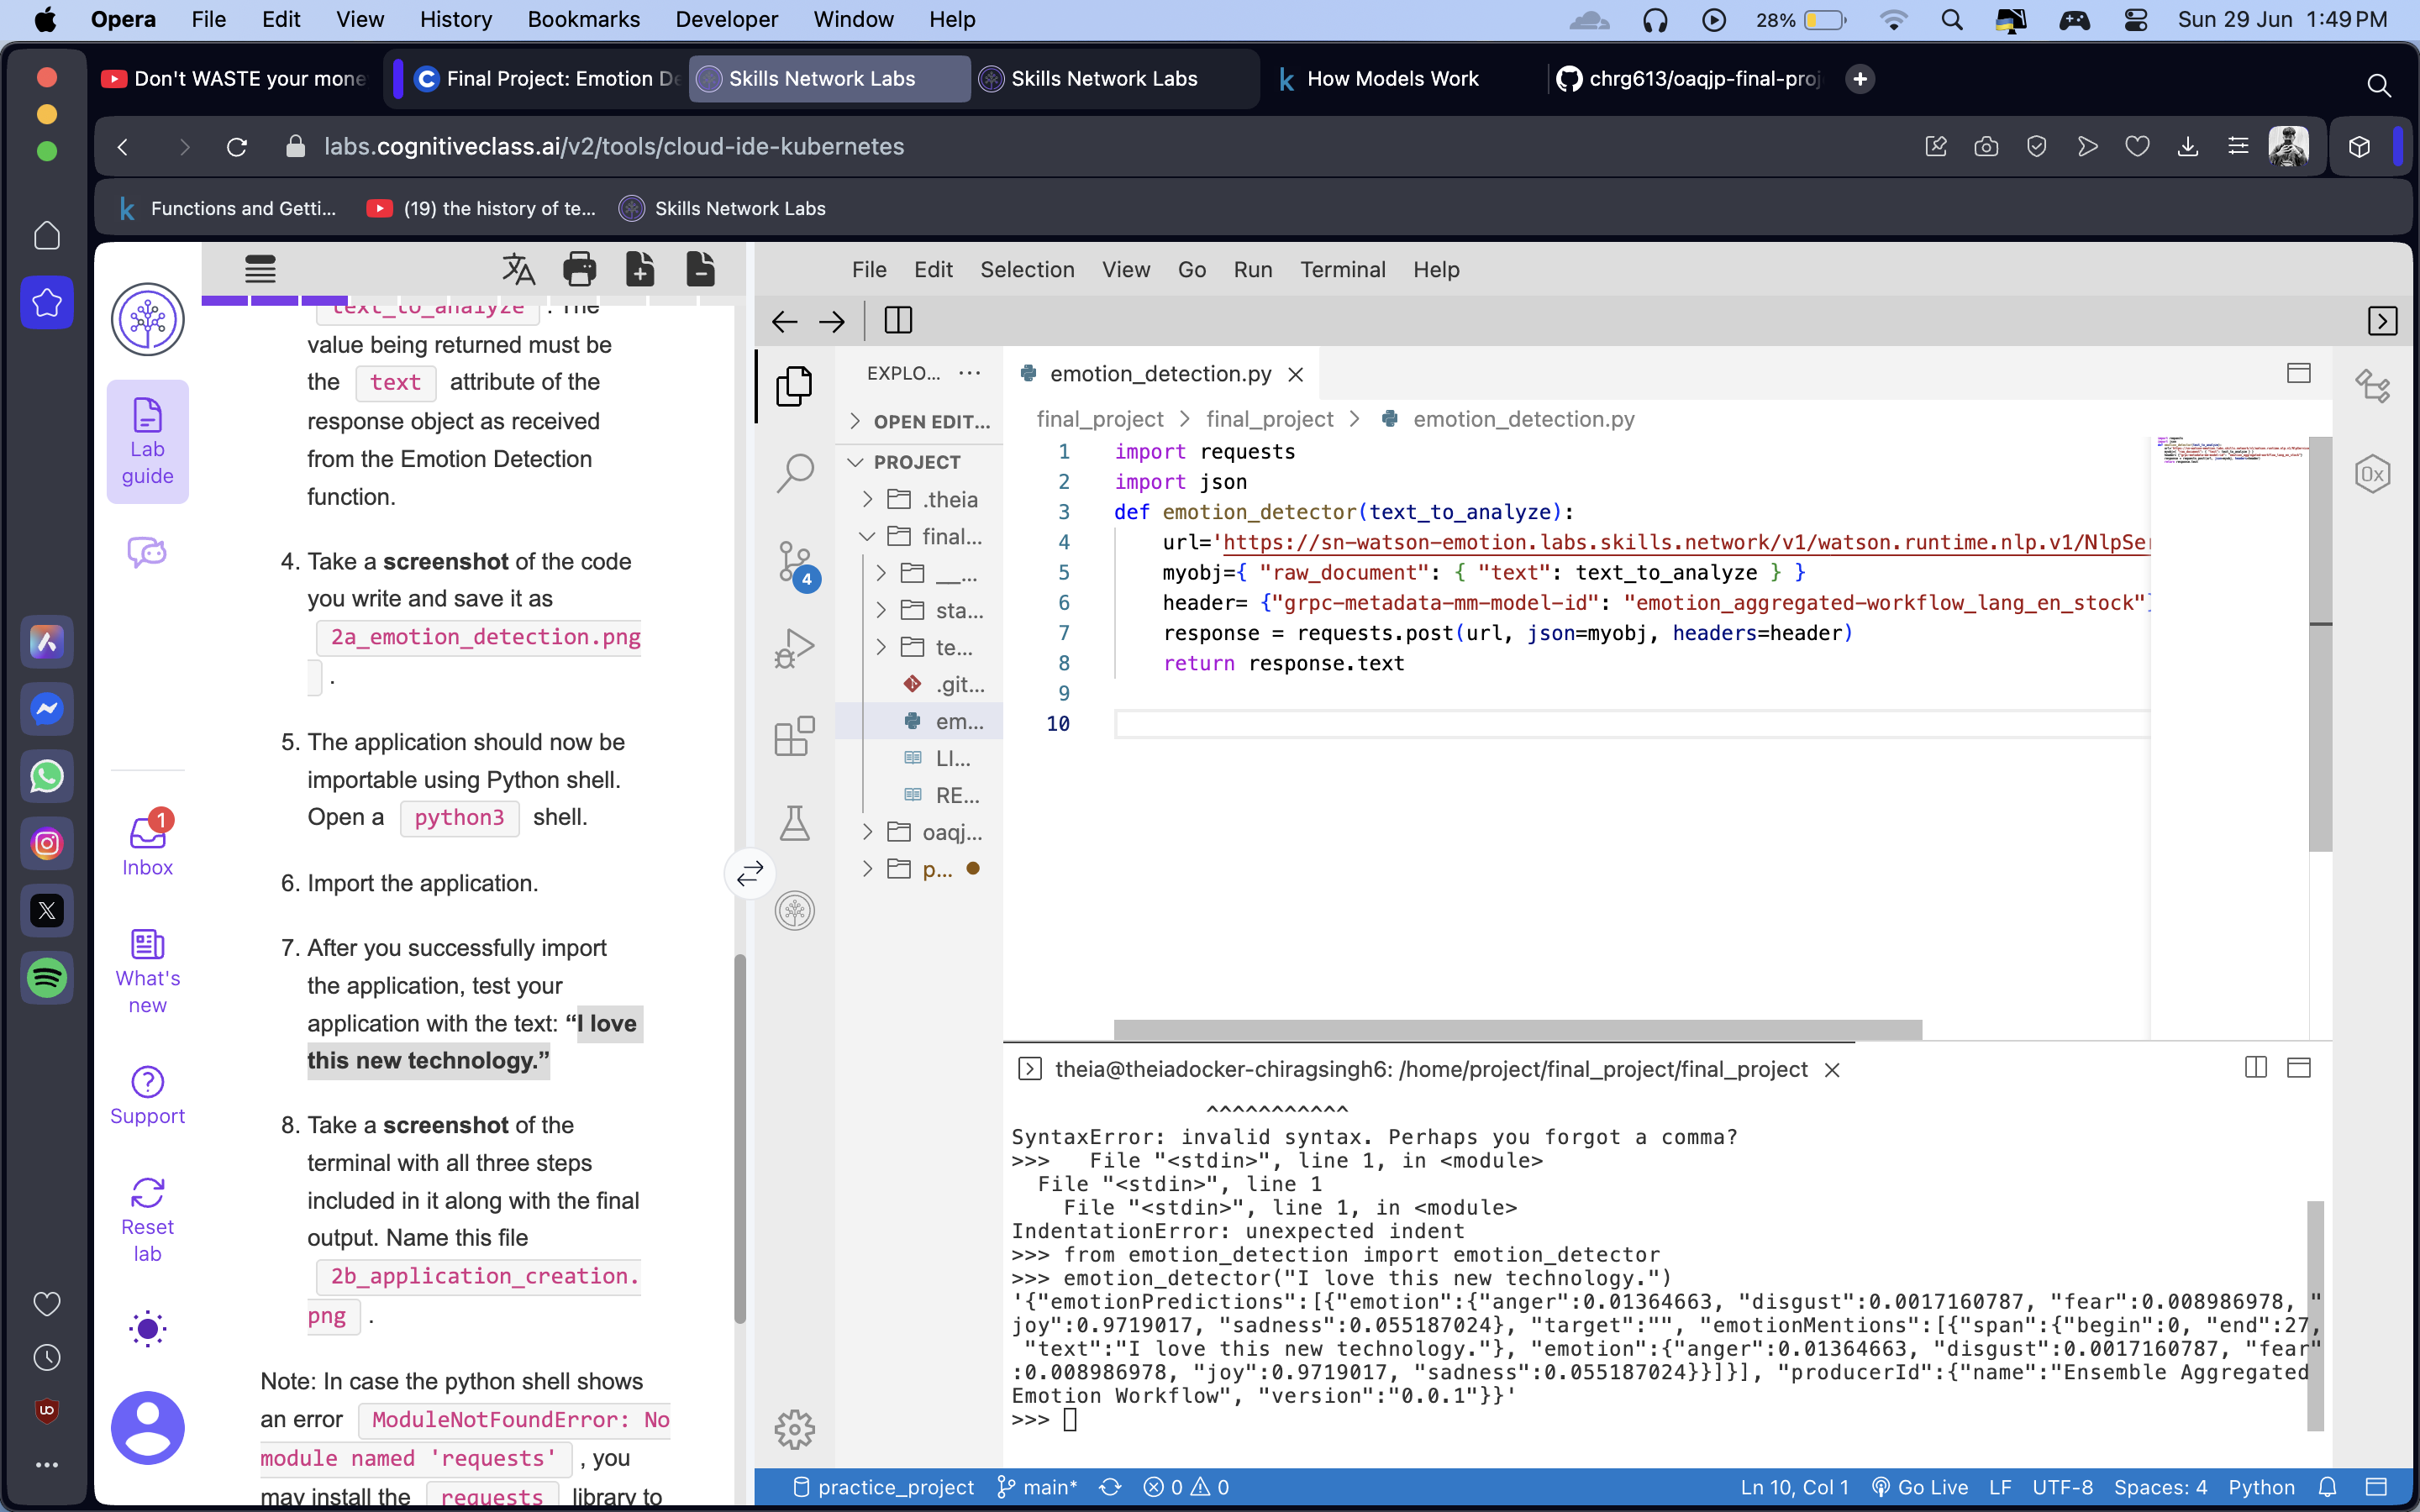 Opera File Edit View History Bookmarks Developer Window Help 28% Sun 29 Jun 1:49 PM
Don't WASTE your mone Final Project: Emotion De Skills Network Labs Skills Network Labs How Models Work chrg613/oaqjp-final-proj
labs.cognitiveclass.ai/v2/tools/cloud-ide-kubernetes
Functions and Getti... (19) the history of te... Skills Network Labs
Lab
guide
1
Inbox
What's
new
Support
Reset
lab
text_to_analyze . The
value being returned must be
the text attribute of the
response object as received
from the Emotion Detection
function.
4. Take a screenshot of the code
you write and save it as
2a_emotion_detection.png
.
5. The application should now be
importable using Python shell.
Open a python3 shell.
6. Import the application.
7. After you successfully import
the application, test your
application with the text: “I love
this new technology.”
8. Take a screenshot of the
terminal with all three steps
included in it along with the final
output. Name this file
2b_application_creation.
png .
Note: In case the python shell shows
an error ModuleNotFoundError: No
module named 'requests' , you
may install the requests library to
File Edit Selection View Go Run Terminal Help
4
EXPLO... ···
OPEN EDIT...
PROJECT
.theia
final...
__...
sta...
te...
.git...
em...
LI...
RE...
oaqj...
p...
emotion_detection.py
final_project > final_project > emotion_detection.py
1 import requests
2 import json
3 def emotion_detector(text_to_analyze):
4 url='https://sn-watson-emotion.labs.skills.network/v1/watson.runtime.nlp.v1/NlpSer
5 myobj={ "raw_document": { "text": text_to_analyze } }
6 header= {"grpc-metadata-mm-model-id": "emotion_aggregated-workflow_lang_en_stock"}
7 response = requests.post(url, json=myobj, headers=header)
8 return response.text
9
10
0x
theia@theiadocker-chiragsingh6: /home/project/final_project/final_project
^^^^^^^^^^^
SyntaxError: invalid syntax. Perhaps you forgot a comma?
>>>   File "<stdin>", line 1, in <module>
  File "<stdin>", line 1
    File "<stdin>", line 1, in <module>
IndentationError: unexpected indent
>>> from emotion_detection import emotion_detector
>>> emotion_detector("I love this new technology.")
'{"emotionPredictions":[{"emotion":{"anger":0.01364663, "disgust":0.0017160787, "fear":0.008986978, "
joy":0.9719017, "sadness":0.055187024}, "target":"", "emotionMentions":[{"span":{"begin":0, "end":27,
 "text":"I love this new technology."}, "emotion":{"anger":0.01364663, "disgust":0.0017160787, "fear"
:0.008986978, "joy":0.9719017, "sadness":0.055187024}}]}], "producerId":{"name":"Ensemble Aggregated
Emotion Workflow", "version":"0.0.1"}}'
>>>
practice_project main* 0 0 Ln 10, Col 1 Go Live LF UTF-8 Spaces: 4 Python